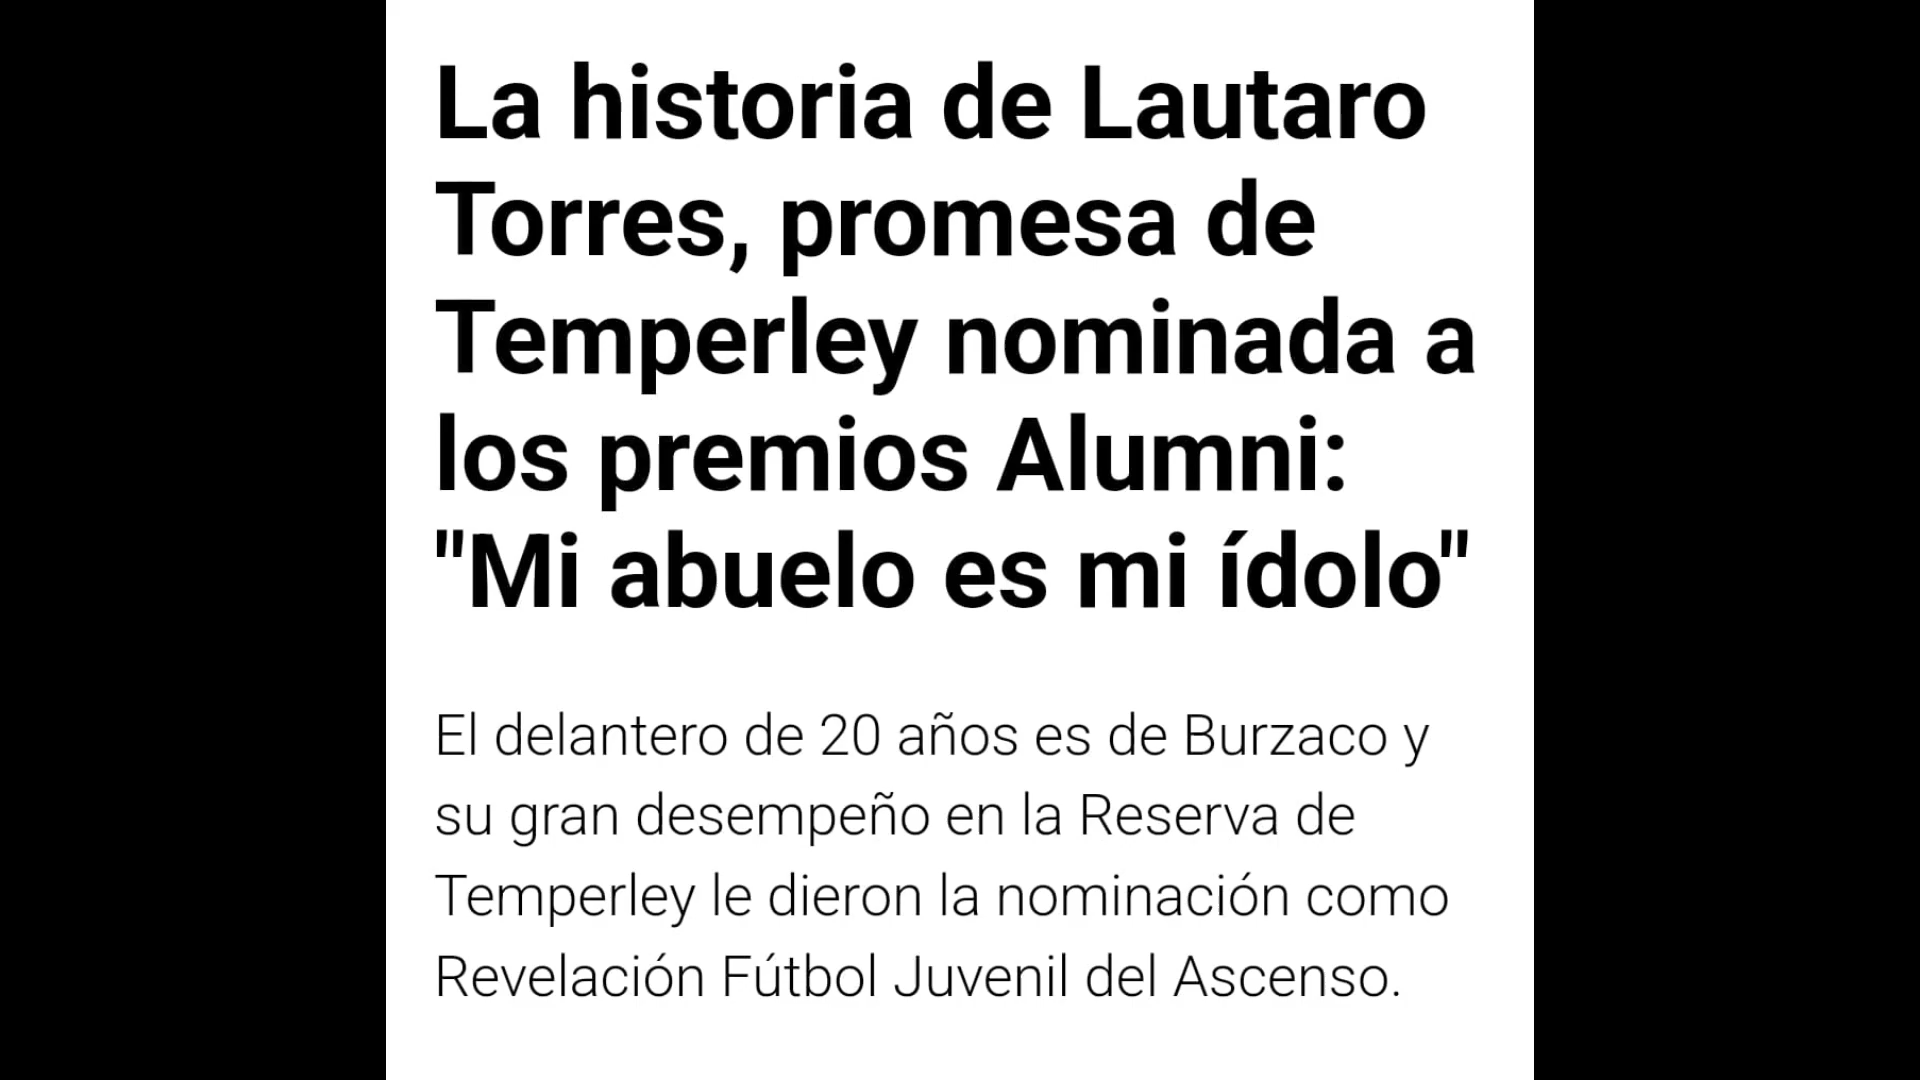 La historia de Lautaro
Torres, promesa de
Temperley nominada a
los premios Alumni:
"Mi abuelo es mi ídolo"
El delantero de 20 años es de Burzaco y
su gran desempeño en la Reserva de
Temperley le dieron la nominación como
Revelación Fútbol Juvenil del Ascenso.